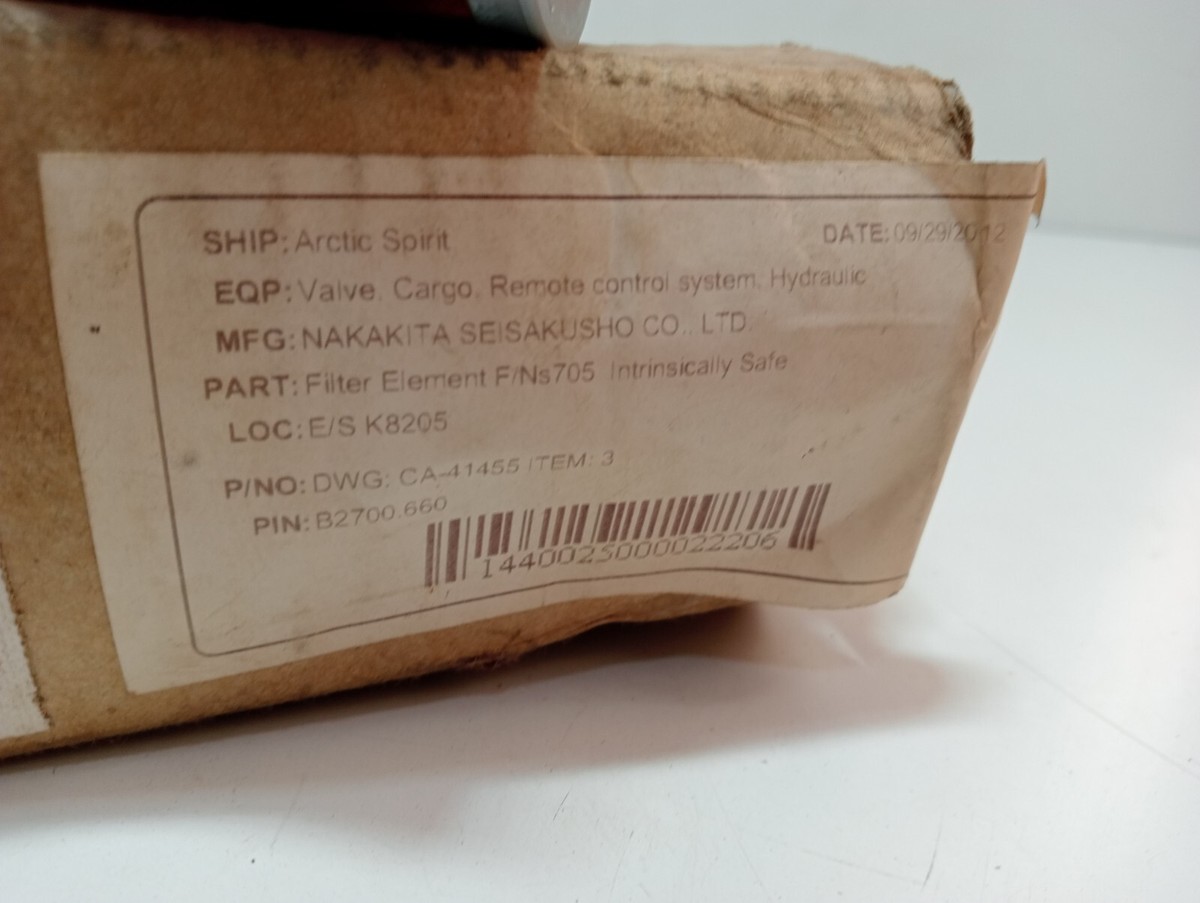 SHIP: Arctic Spirit DATE: 09/29/2012
EQP: Valve, Cargo, Remote control system, Hydraulic
MFG: NAKAKITA SEISAKUSHO CO., LTD.
PART: Filter Element F/Ns705 Intrinsically Safe
LOC: E/S K8205
P/NO: DWG: CA-41455 ITEM: 3
PIN: B2700.660
1440025000022206